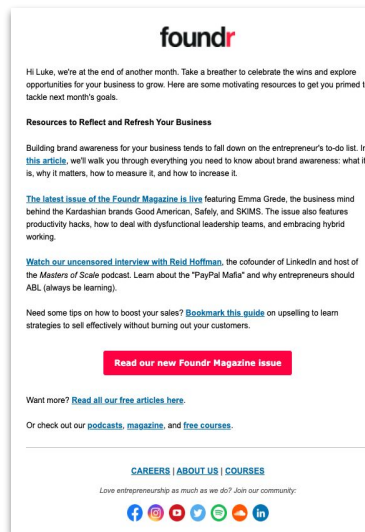 foundr
Hi Luke, we're at the end of another month. Take a breather to celebrate the wins and explore
opportunities for your business to grow. Here are some motivating resources to get you primed t
tackle next month's goals.
Resources to Reflect and Refresh Your Business
Building brand awareness for your business tends to fall down on the entrepreneur's to-do list. In
this article, we'll walk you through everything you need to know about brand awareness: what it
is, why it matters, how to measure it, and how to increase it.
The latest issue of the Foundr Magazine is live featuring Emma Grede, the business mind
behind the Kardashian brands Good American, Safely, and SKIMS. The issue also features
productivity hacks, how to deal with dysfunctional leadership teams, and embracing hybrid
working.
Watch our uncensored interview with Reid Hoffman, the cofounder of LinkedIn and host of
the Masters of Scale podcast. Learn about the "PayPal Mafia" and why entrepreneurs should
ABL (always be learning).
Need some tips on how to boost your sales? Bookmark this guide on upselling to learn
strategies to sell effectively without burning out your customers.
Read our new Foundr Magazine issue
Want more? Read all our free articles here.
Or check out our podcasts, magazine, and free courses.
CAREERS | ABOUT US | COURSES
Love entrepreneurship as much as we do? Join our community: